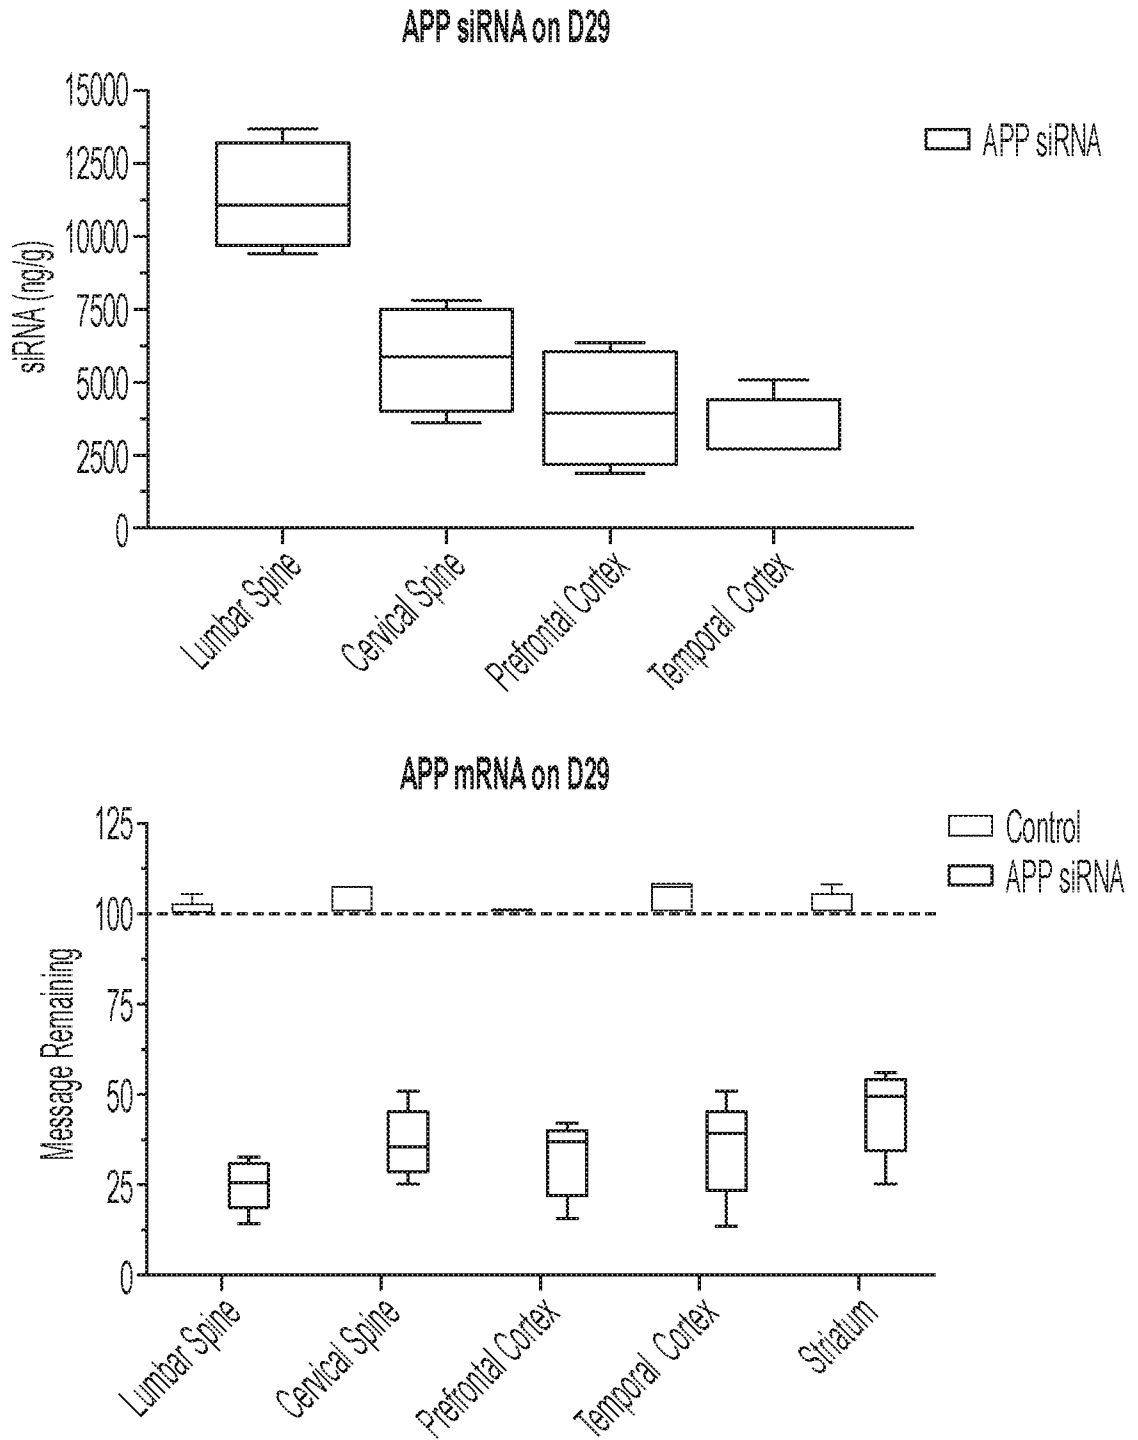 APP siRNA on D29
15000
12500
10000
7500
5000
2500
0
siRNA (ng/g)
APP siRNA
Lumbar Spine
Cervical Spine
Prefrontal Cortex
Temporal Cortex
APP mRNA on D29
125
100
75
50
25
0
Message Remaining
Control
APP siRNA
Lumbar Spine
Cervical Spine
Prefrontal Cortex
Temporal Cortex
Striatum